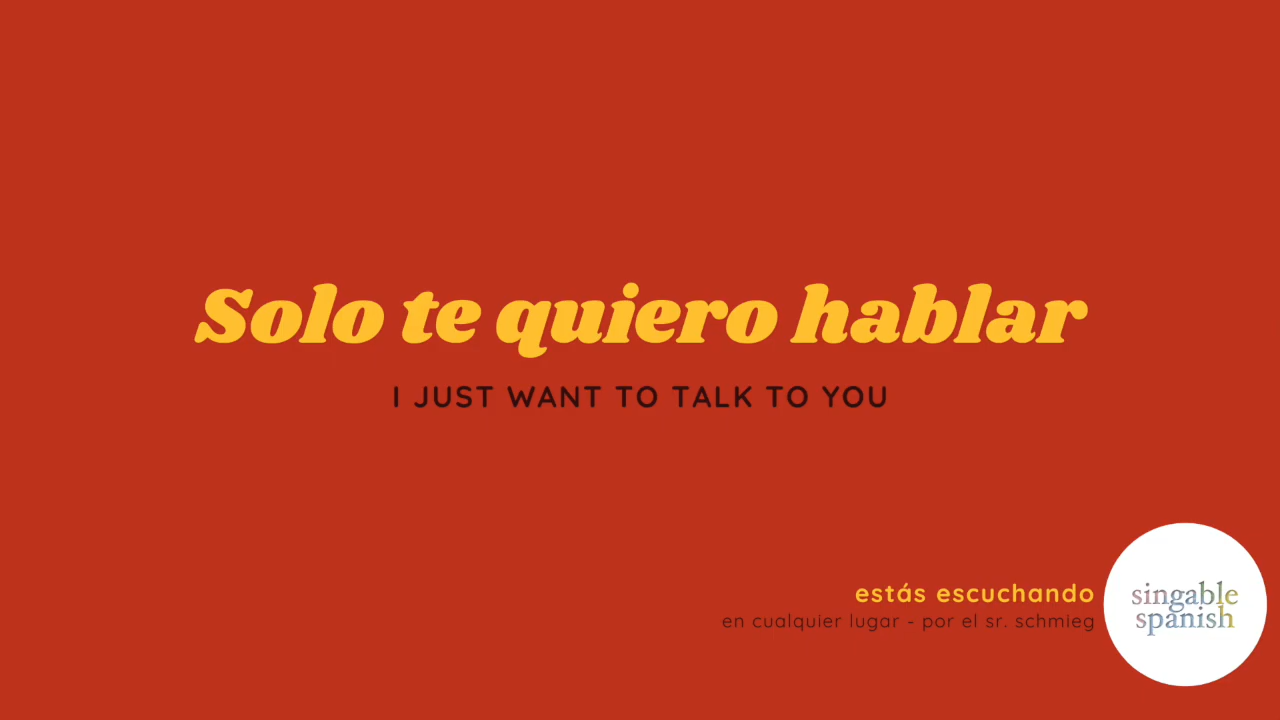 Solo te quiero hablar
I JUST WANT TO TALK TO YOU
estás escuchando
en cualquier lugar - por el sr. schmieg
singable
spanish